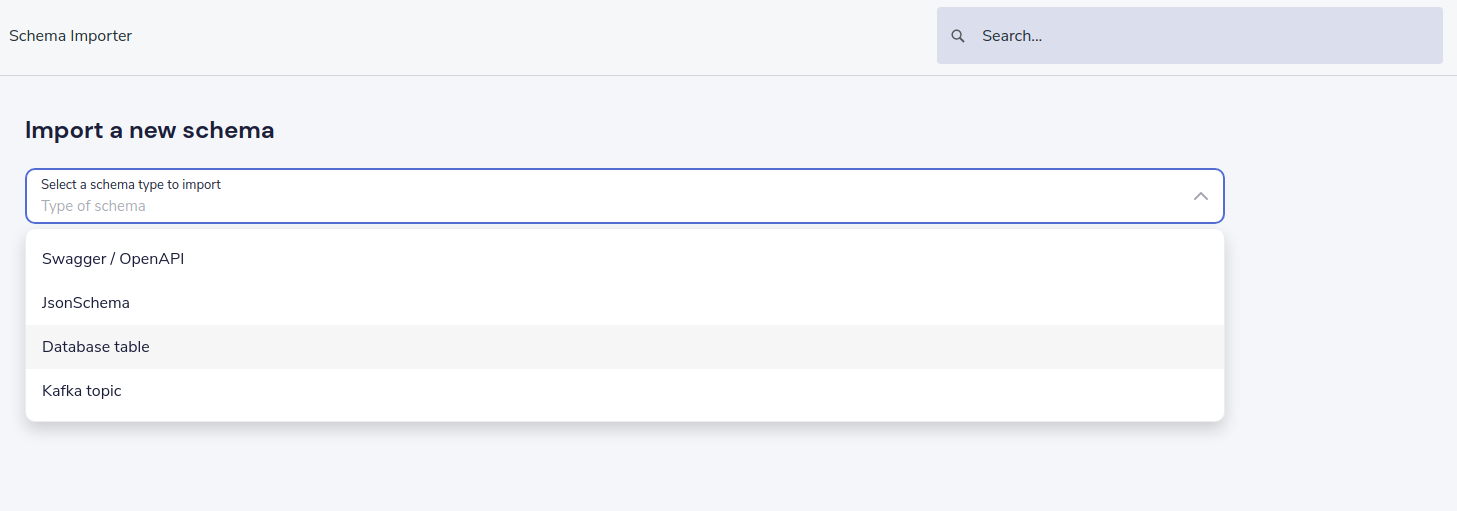 Schema Importer
Search...
Import a new schema
Select a schema type to import
Type of schema
Swagger / OpenAPI
JsonSchema
Database table
Kafka topic